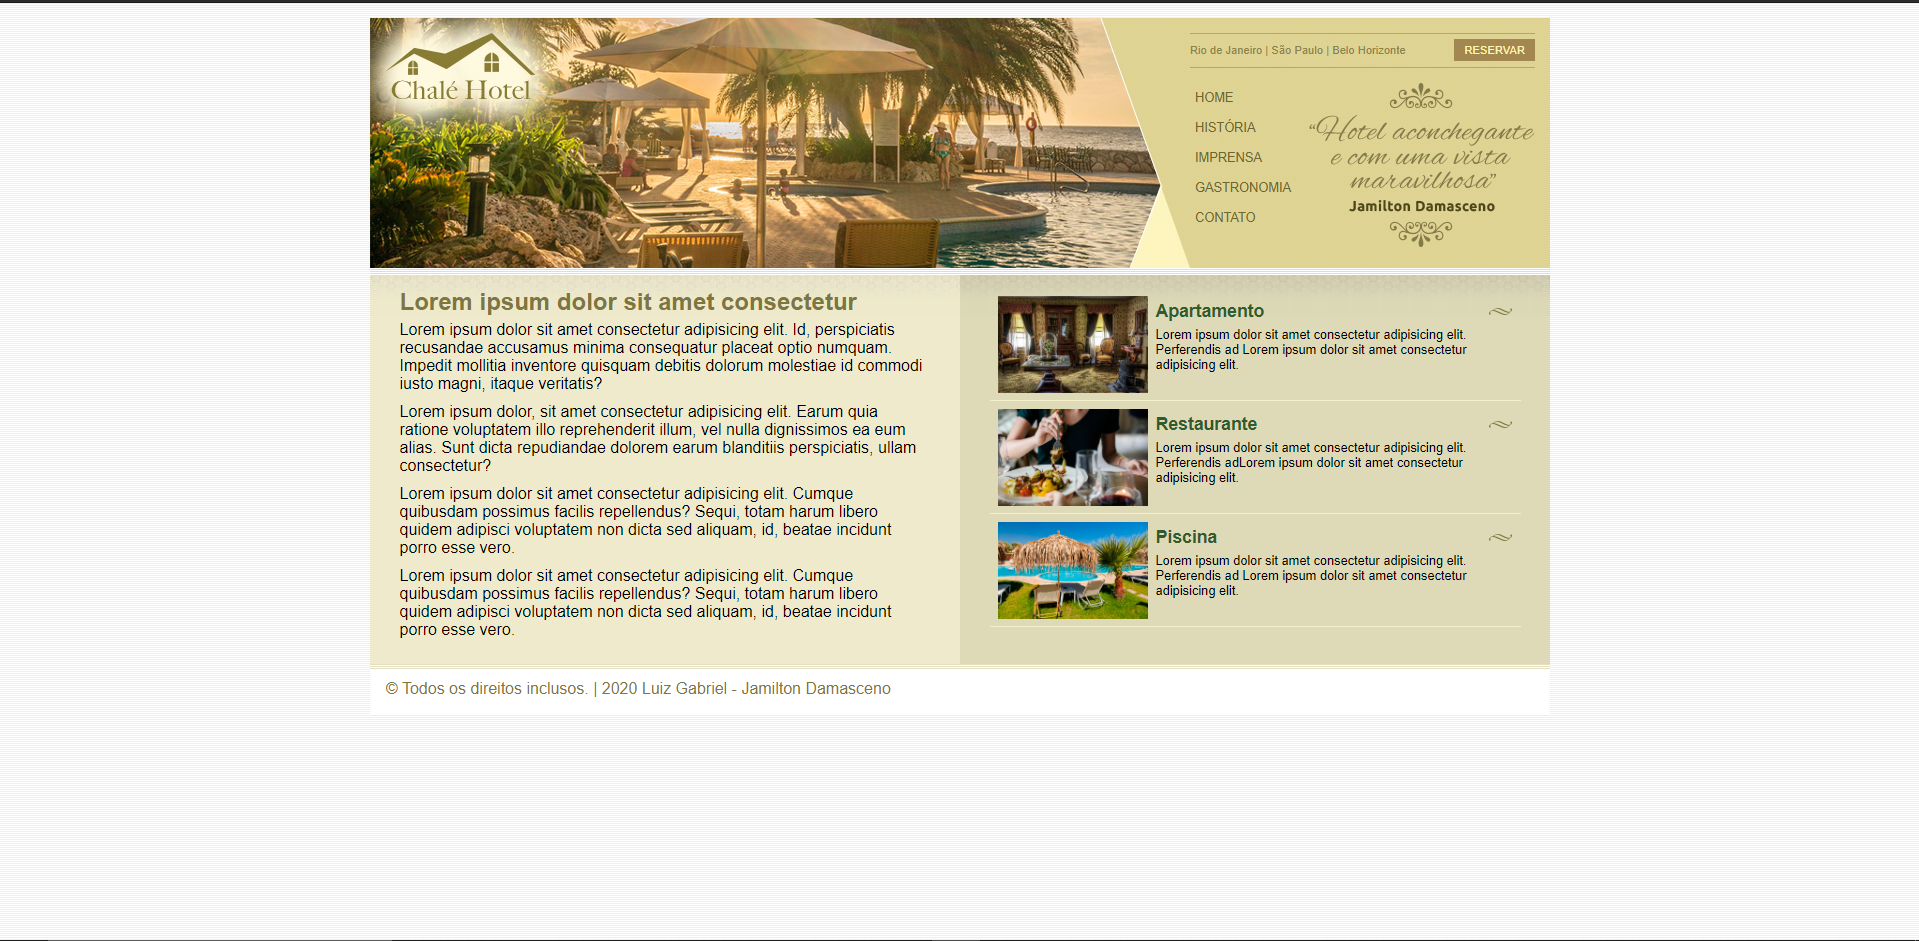 Chalé Hotel
Rio de Janeiro | São Paulo | Belo Horizonte
RESERVAR
HOME
HISTÓRIA
IMPRENSA
GASTRONOMIA
CONTATO
“Hotel aconchegante
e com uma vista
maravilhosa”
Jamilton Damasceno
Lorem ipsum dolor sit amet consectetur
Lorem ipsum dolor sit amet consectetur adipisicing elit. Id, perspiciatis
recusandae accusamus minima consequatur placeat optio numquam.
Impedit mollitia inventore quisquam debitis dolorum molestiae id commodi
iusto magni, itaque veritatis?
Lorem ipsum dolor, sit amet consectetur adipisicing elit. Earum quia
ratione voluptatem illo reprehenderit illum, vel nulla dignissimos ea eum
alias. Sunt dicta repudiandae dolorem earum blanditiis perspiciatis, ullam
consectetur?
Lorem ipsum dolor sit amet consectetur adipisicing elit. Cumque
quibusdam possimus facilis repellendus? Sequi, totam harum libero
quidem adipisci voluptatem non dicta sed aliquam, id, beatae incidunt
porro esse vero.
Lorem ipsum dolor sit amet consectetur adipisicing elit. Cumque
quibusdam possimus facilis repellendus? Sequi, totam harum libero
quidem adipisci voluptatem non dicta sed aliquam, id, beatae incidunt
porro esse vero.
Apartamento
Lorem ipsum dolor sit amet consectetur adipisicing elit.
Perferendis ad Lorem ipsum dolor sit amet consectetur
adipisicing elit.
Restaurante
Lorem ipsum dolor sit amet consectetur adipisicing elit.
Perferendis adLorem ipsum dolor sit amet consectetur
adipisicing elit.
Piscina
Lorem ipsum dolor sit amet consectetur adipisicing elit.
Perferendis ad Lorem ipsum dolor sit amet consectetur
adipisicing elit.
© Todos os direitos inclusos. | 2020 Luiz Gabriel - Jamilton Damasceno